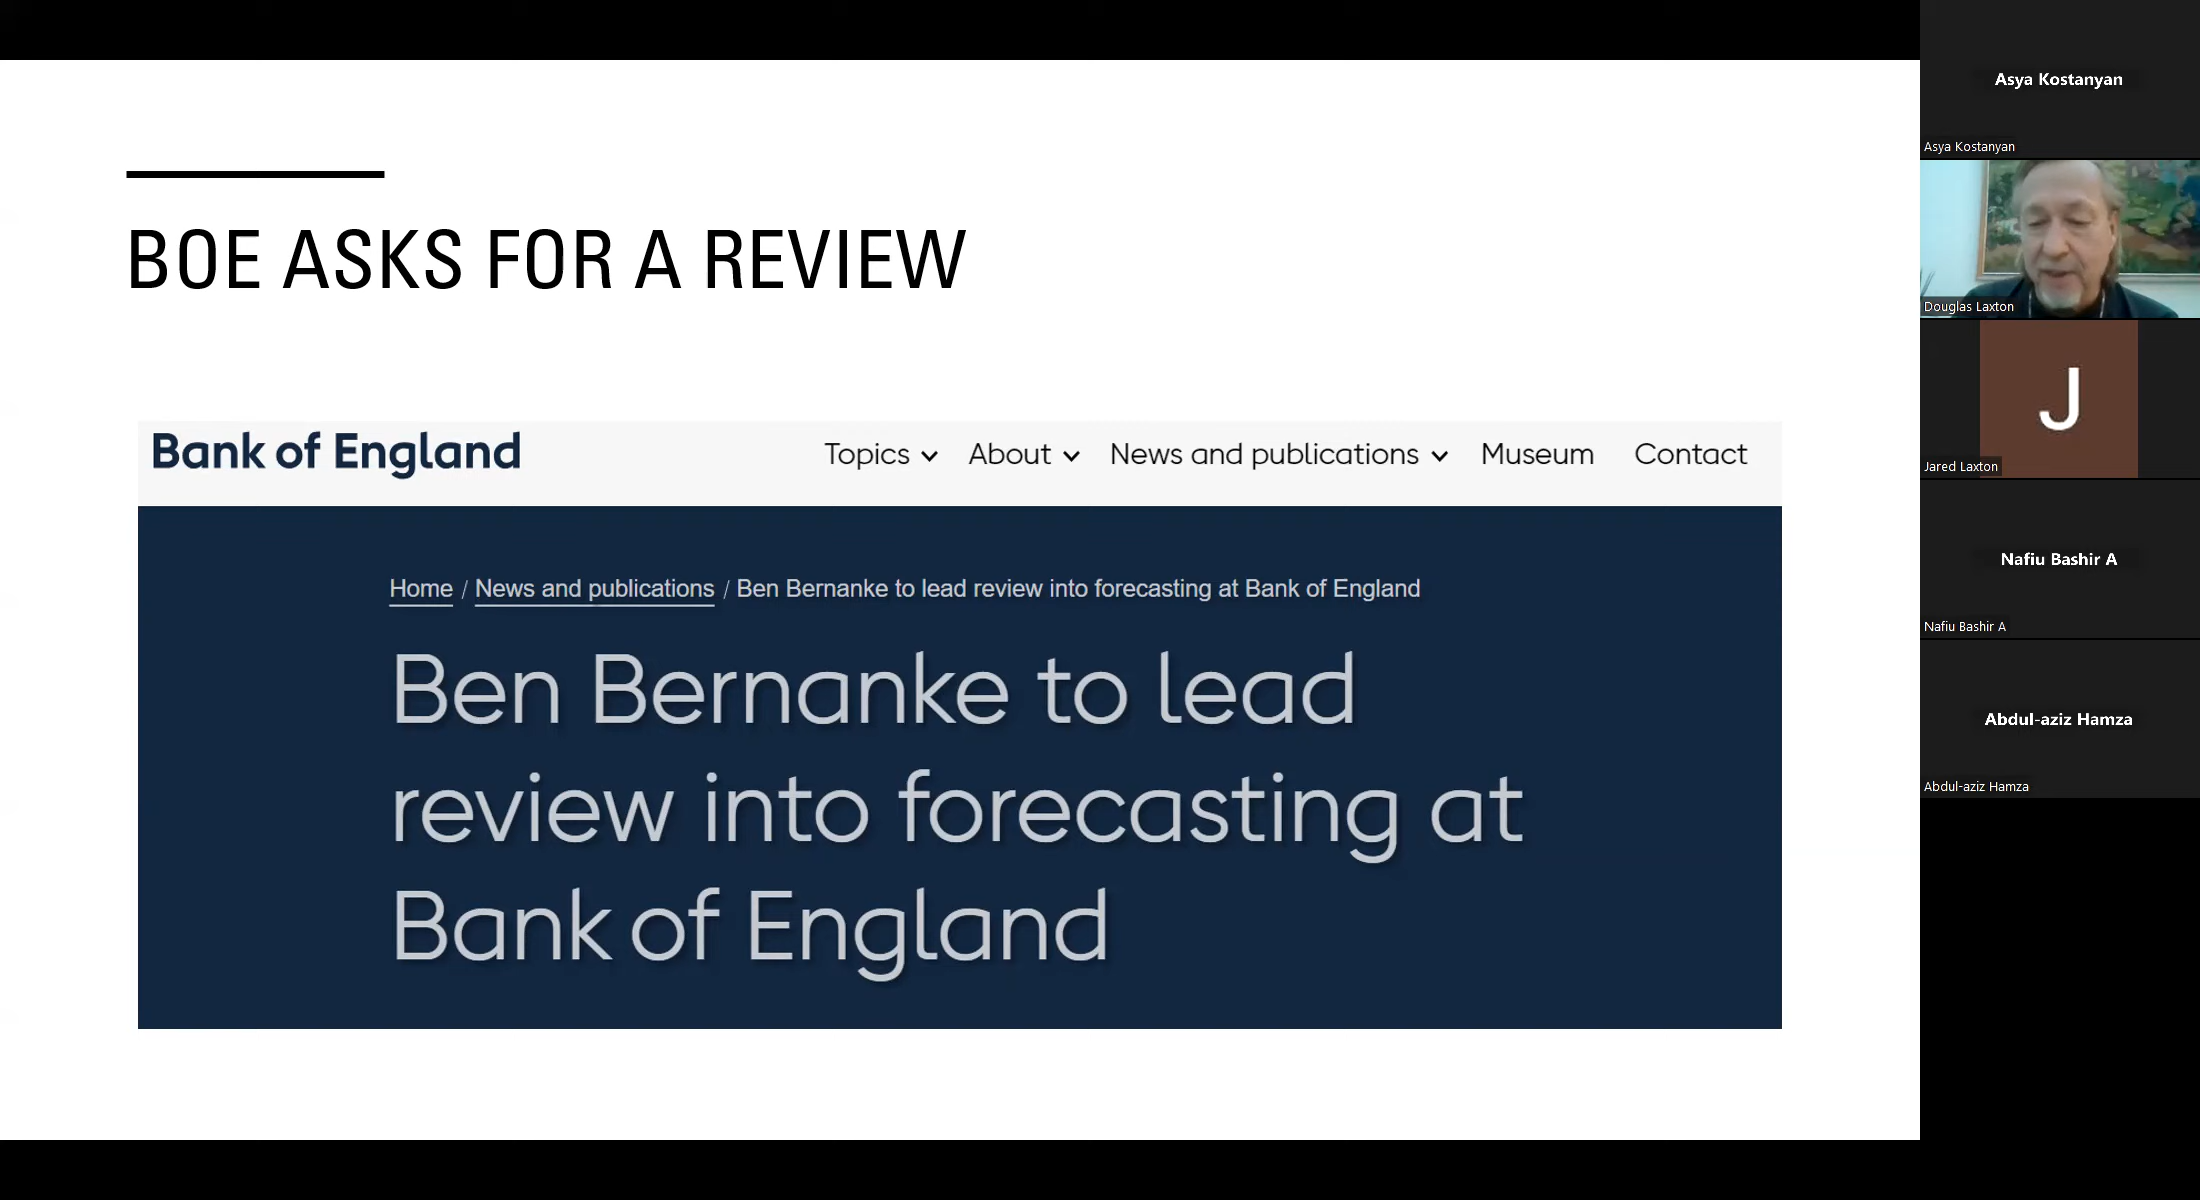 BOE ASKS FOR A REVIEW
Bank of England
Topics About News and publications Museum Contact
Home / News and publications / Ben Bernanke to lead review into forecasting at Bank of England
Ben Bernanke to lead
review into forecasting at
Bank of England
Asya Kostanyan
Asya Kostanyan
Douglas Laxton
J
Jared Laxton
Nafiu Bashir A
Nafiu Bashir A
Abdul-aziz Hamza
Abdul-aziz Hamza